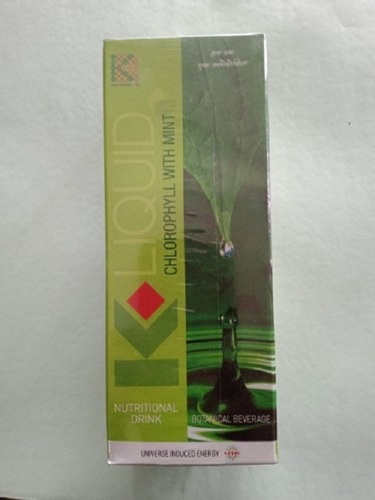 K LIQUID
CHLOROPHYLL WITH MINT
NUTRITIONAL
DRINK
BOTANICAL BEVERAGE
UNIVERSE INDUCED ENERGY